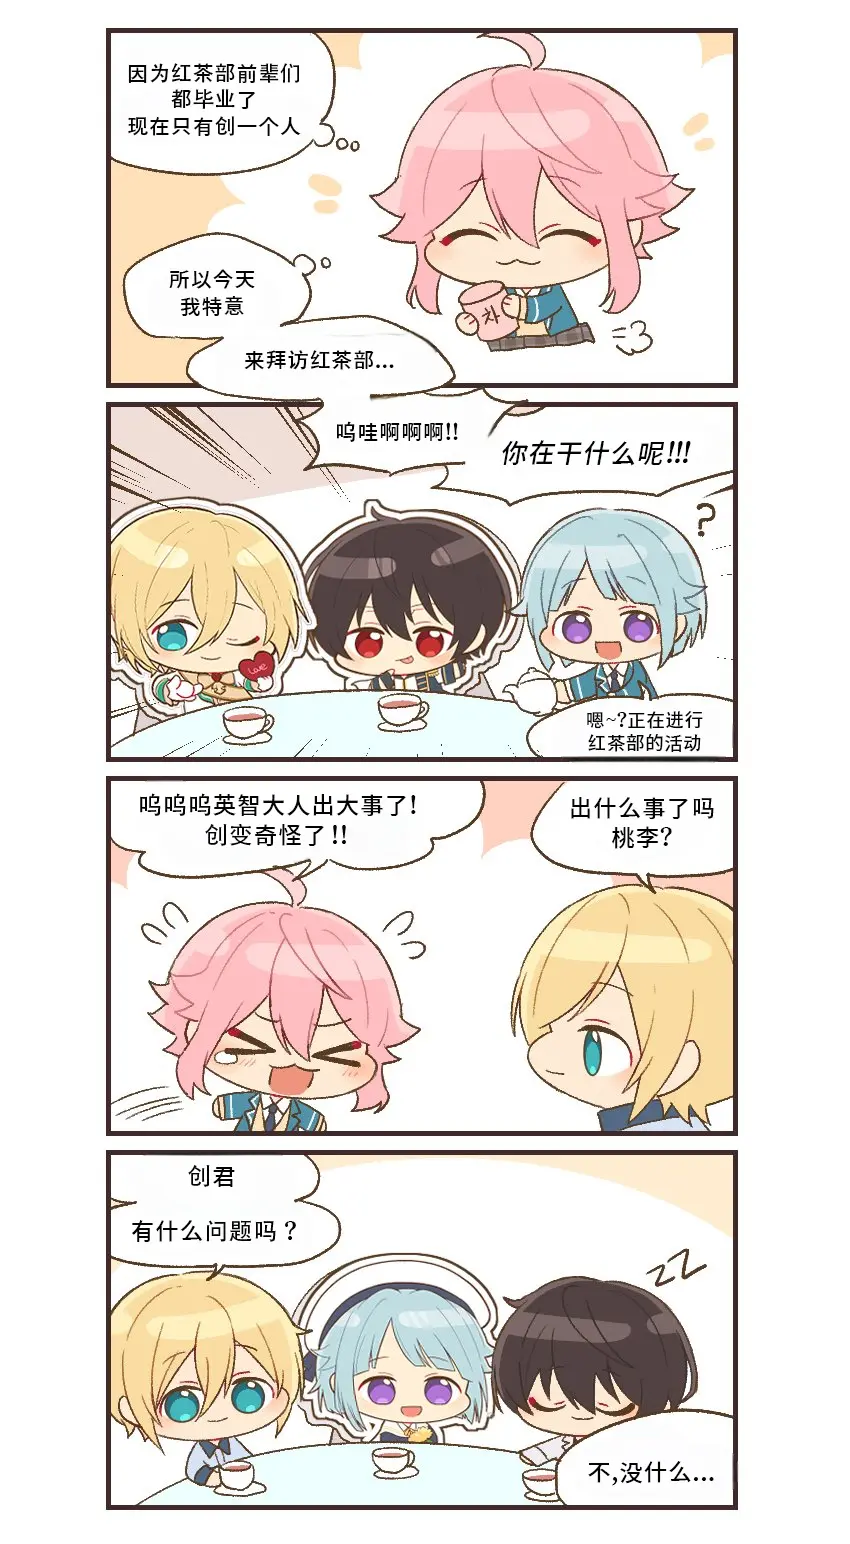 因为红茶部前辈们
都毕业了
现在只有创一个人
所以今天
我特意
来拜访红茶部...
차
呜哇啊啊啊!!
你在干什么呢!!!
?
Love
嗯~?正在进行
红茶部的活动
呜呜呜英智大人出大事了!
创变奇怪了!!
出什么事了吗
桃李?
创君
有什么问题吗?
ZZ
不,没什么...